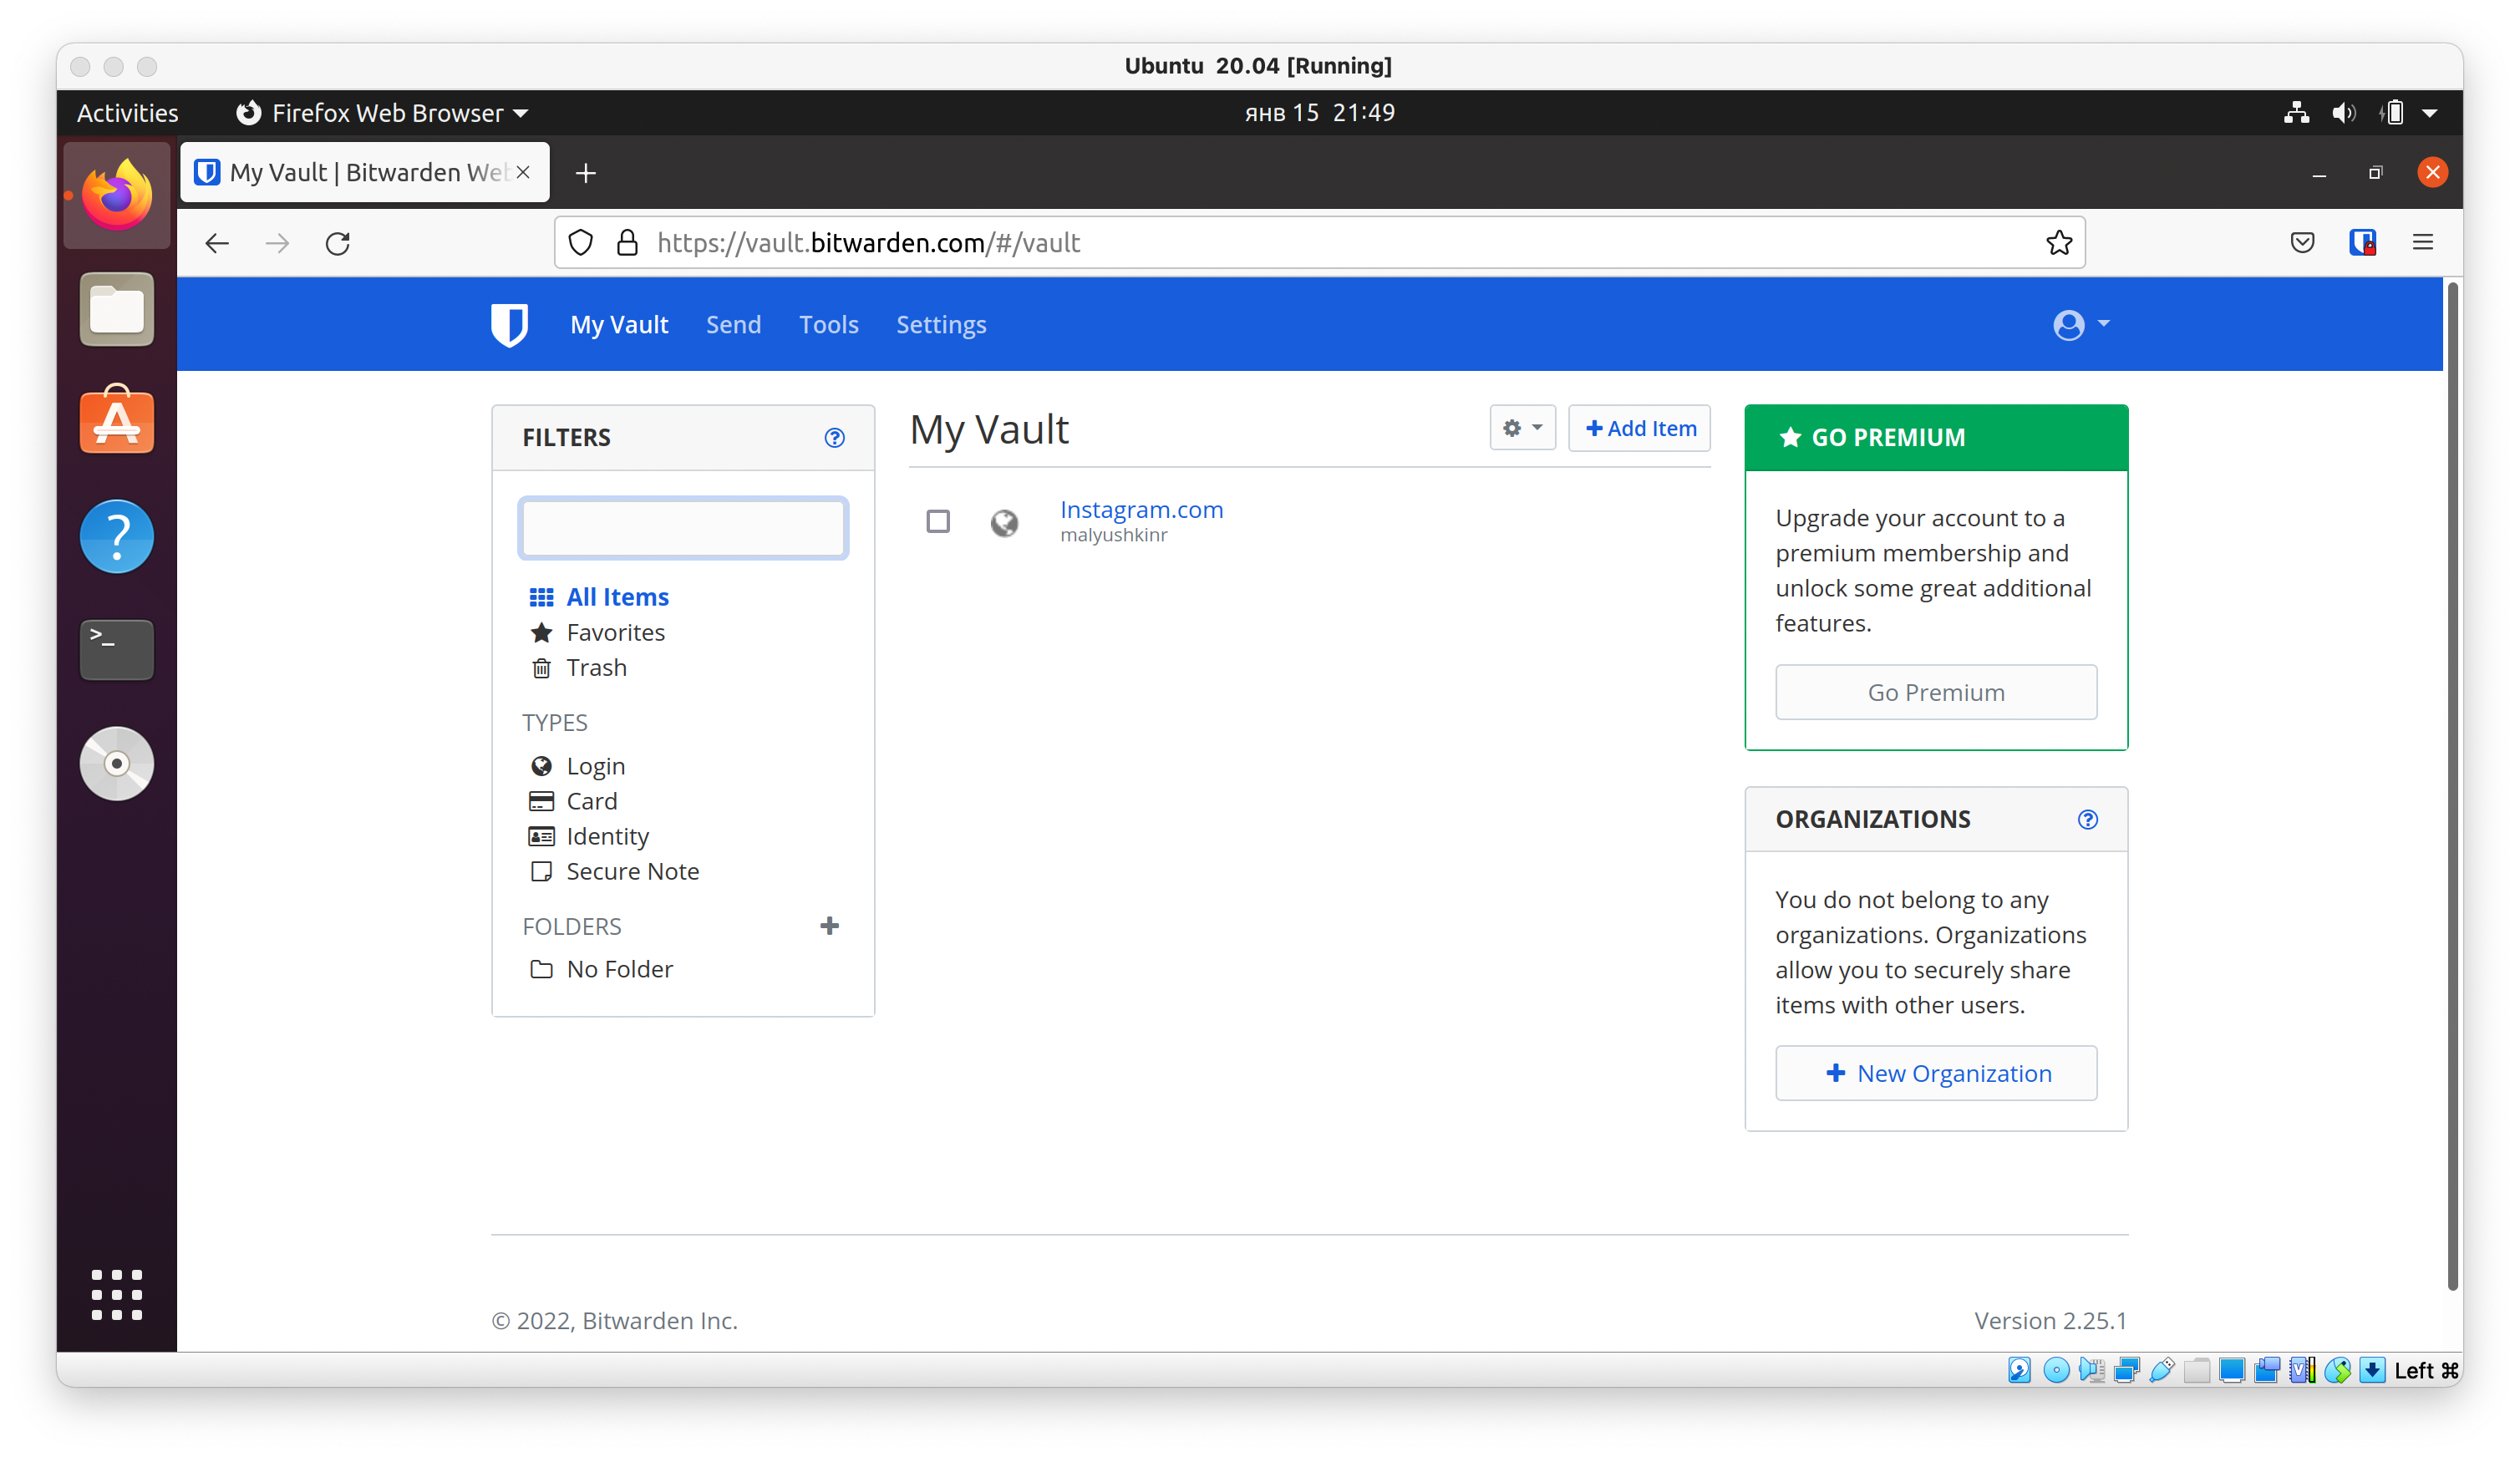 Ubuntu  20.04 [Running]
Activities
Firefox Web Browser
янв 15  21:49
My Vault | Bitwarden We
https://vault.bitwarden.com/#/vault
My Vault
Send
Tools
Settings
FILTERS
All Items
Favorites
Trash
TYPES
Login
Card
Identity
Secure Note
FOLDERS
No Folder
My Vault
Add Item
Instagram.com
malyushkinr
GO PREMIUM
Upgrade your account to a
premium membership and
unlock some great additional
features.
Go Premium
ORGANIZATIONS
You do not belong to any
organizations. Organizations
allow you to securely share
items with other users.
New Organization
© 2022, Bitwarden Inc.
Version 2.25.1
Left ⌘